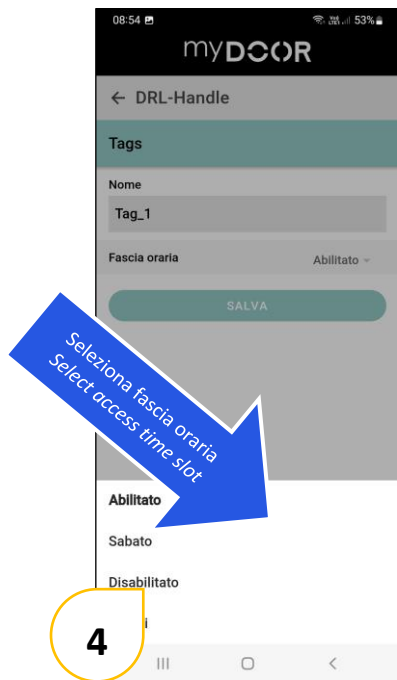 08:54 53%
myDOOR
← DRL-Handle
Tags
Nome
Tag_1
Fascia oraria Abilitato
SALVA
Seleziona fascia oraria
Select access time slot
Abilitato
Sabato
Disabilitato
4